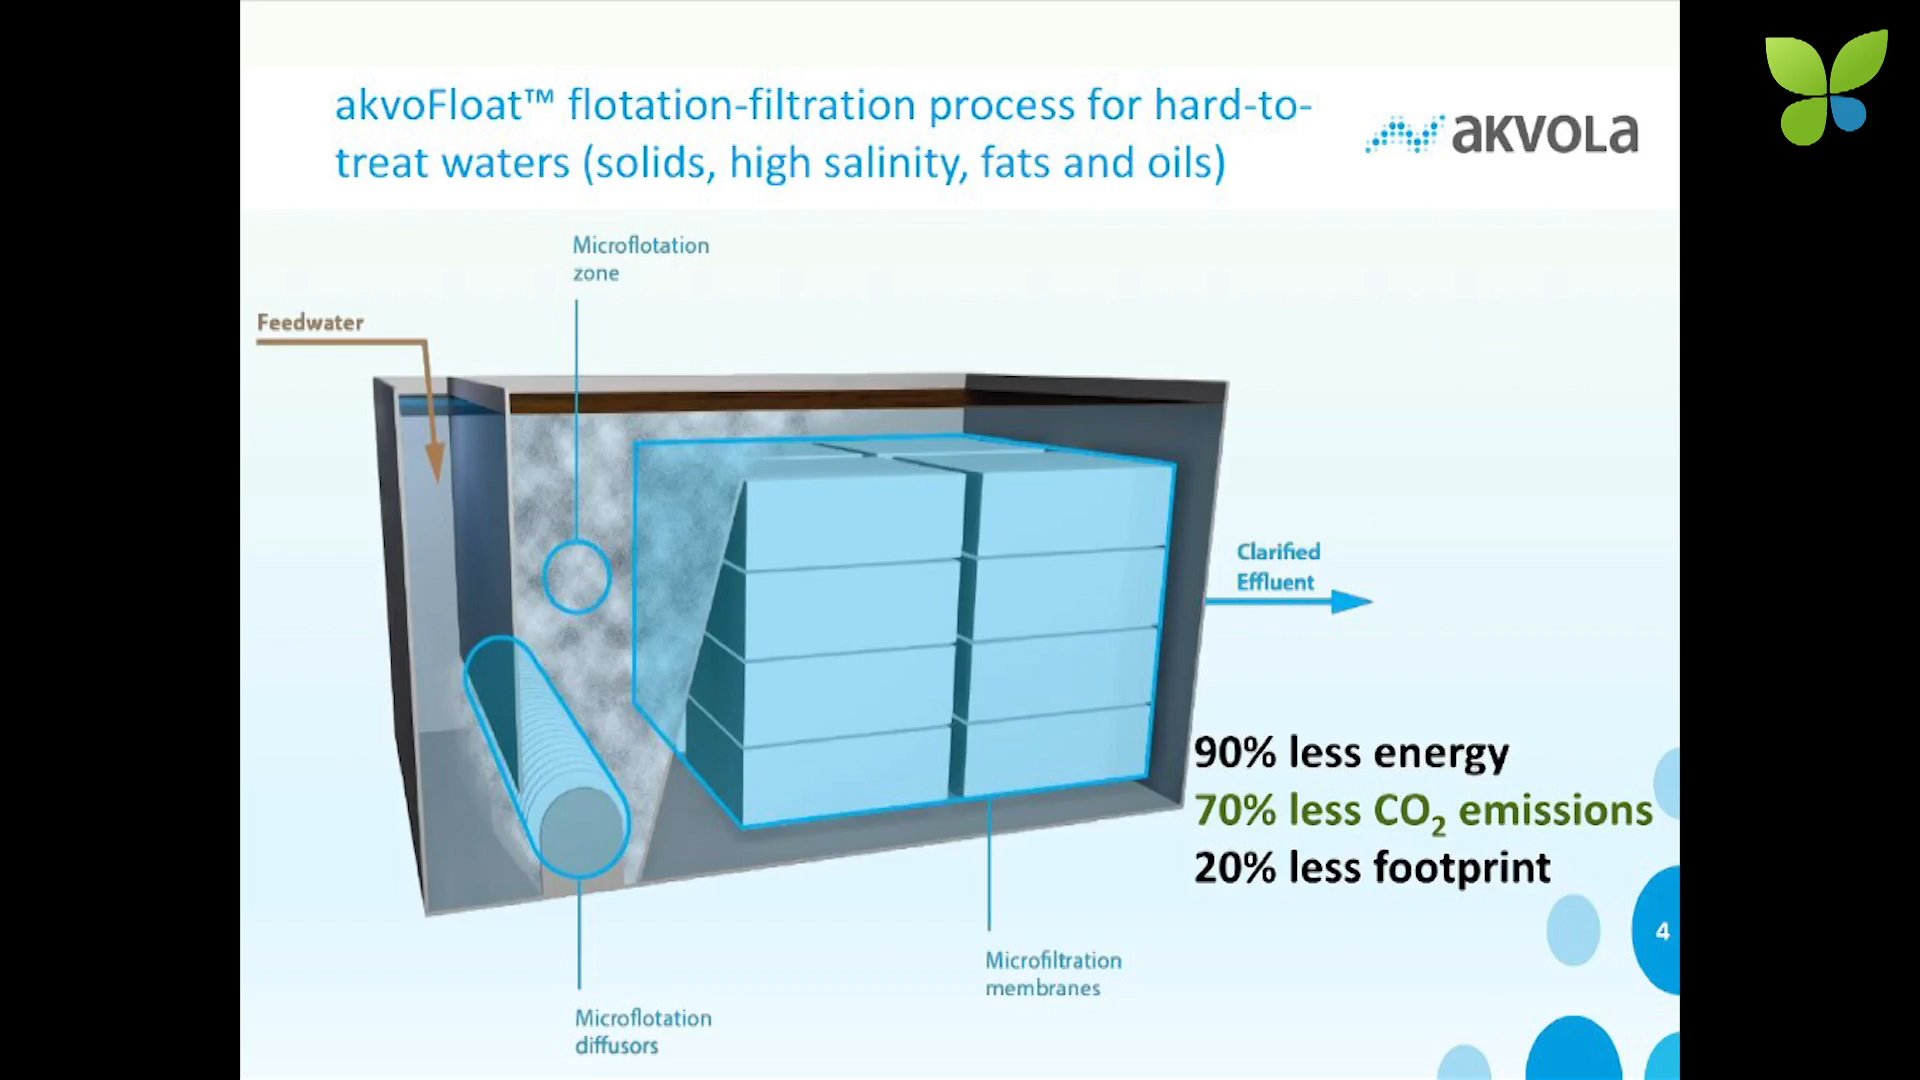 akvoFloat™ flotation-filtration process for hard-to-
treat waters (solids, high salinity, fats and oils)
AKVOLA
Microflotation
zone
Feedwater
Clarified
Effluent
90% less energy
70% less CO₂ emissions
20% less footprint
4
Microfiltration
membranes
Microflotation
diffusors